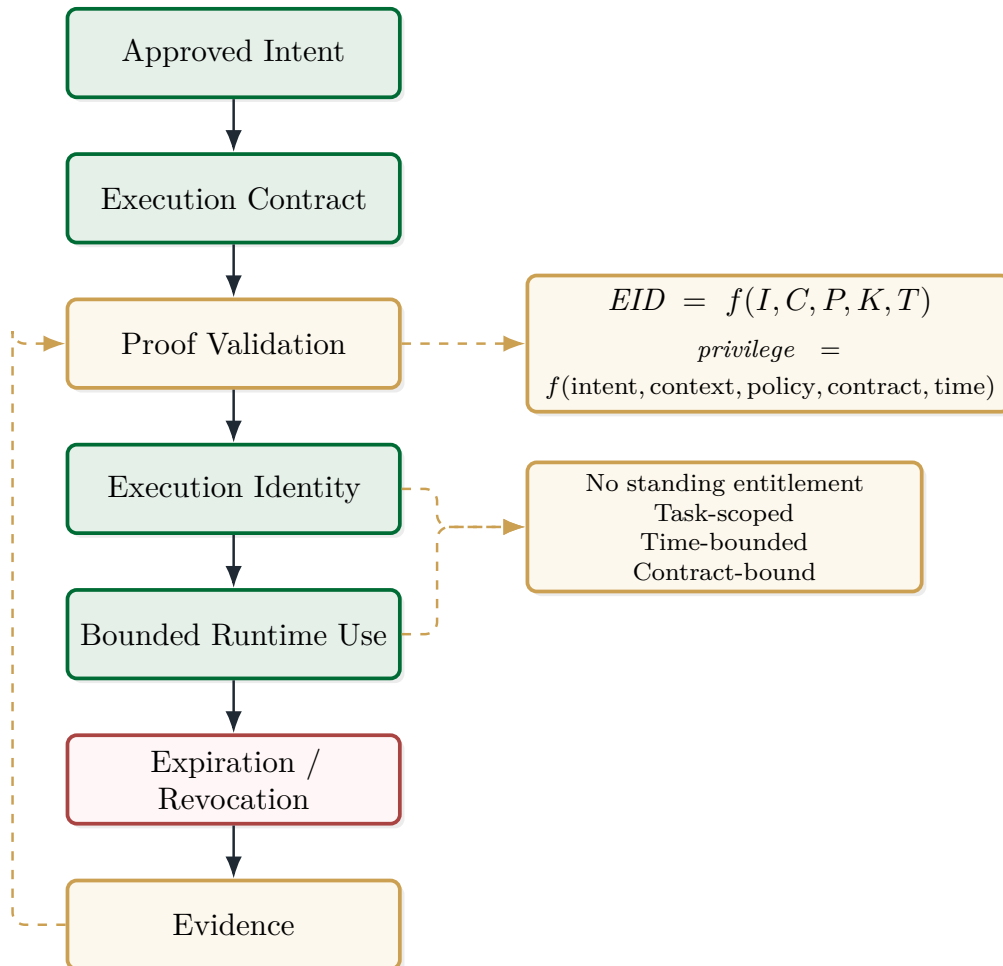 Approved Intent
Execution Contract
Proof Validation
EID = f(I, C, P, K, T)
privilege =
f(intent, context, policy, contract, time)
Execution Identity
No standing entitlement
Task-scoped
Time-bounded
Contract-bound
Bounded Runtime Use
Expiration /
Revocation
Evidence